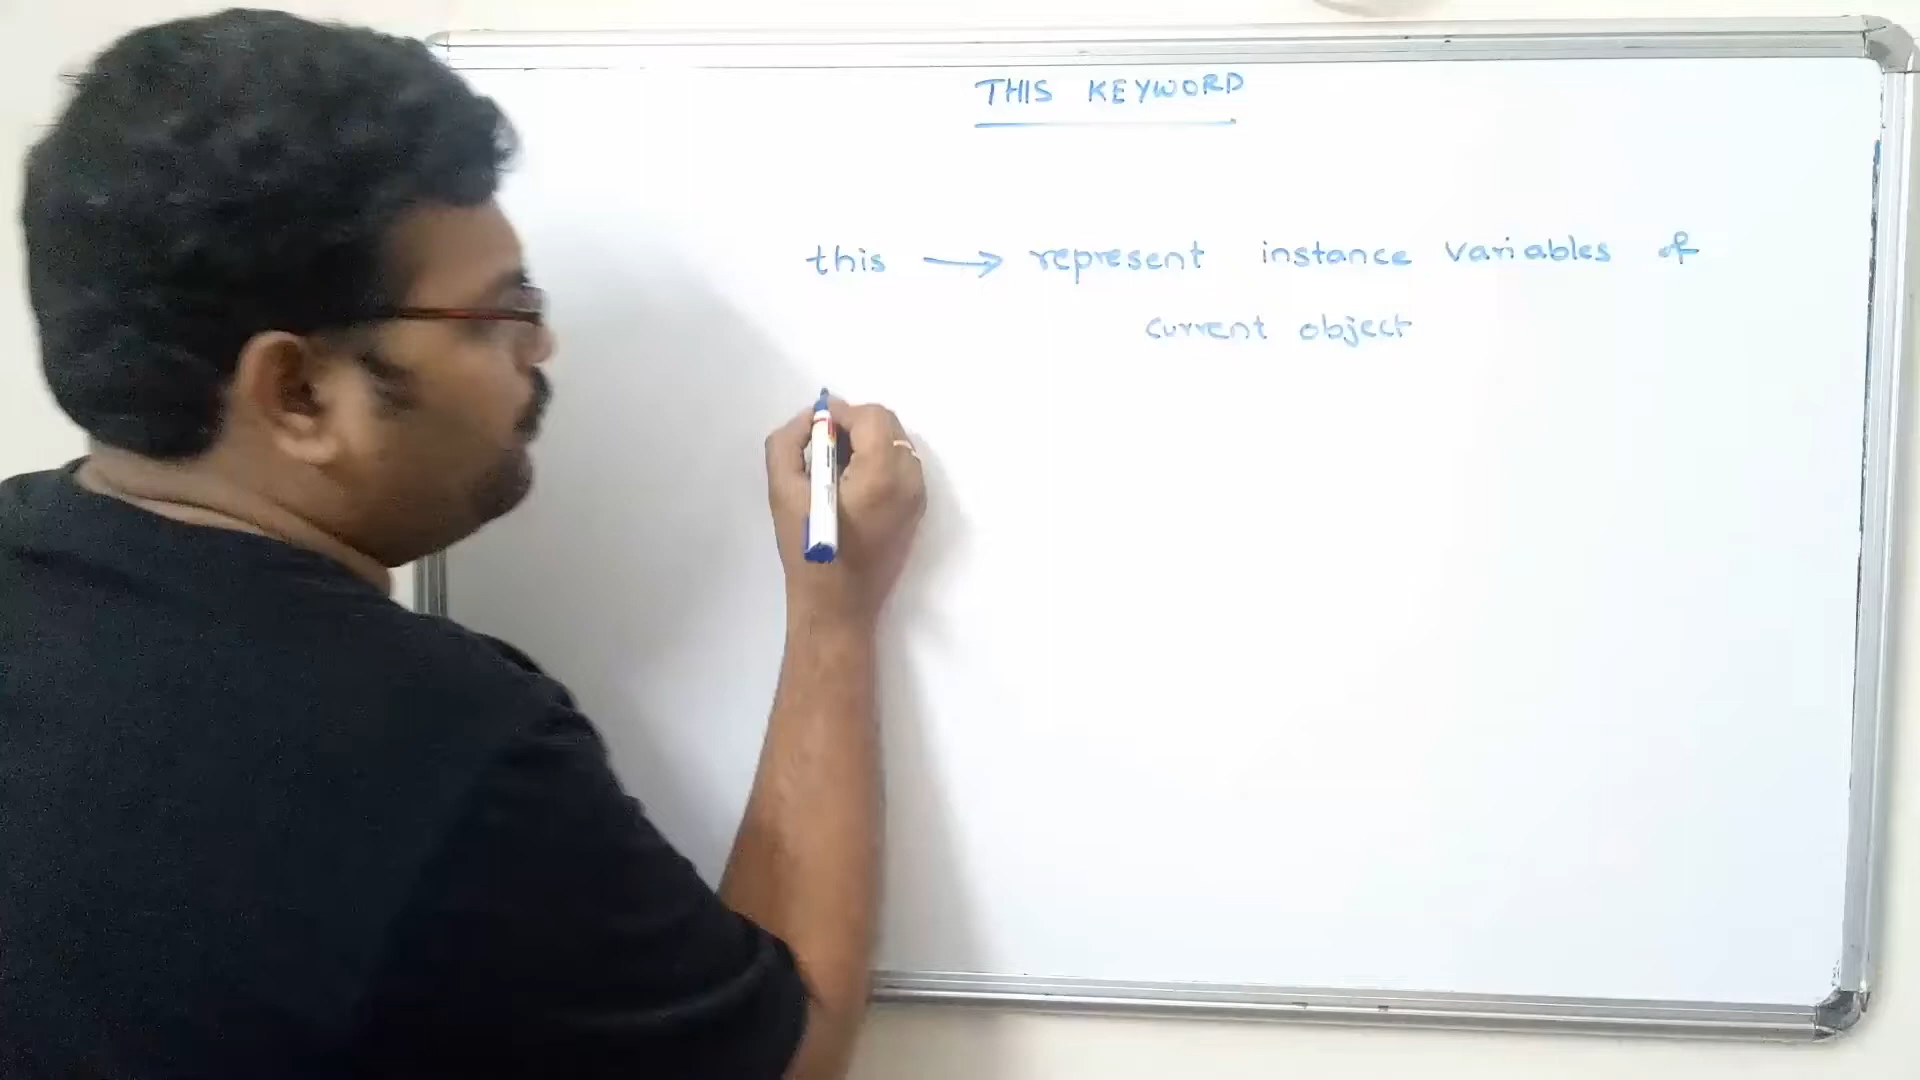 THIS KEYWORD
this → represent instance variables of
current object